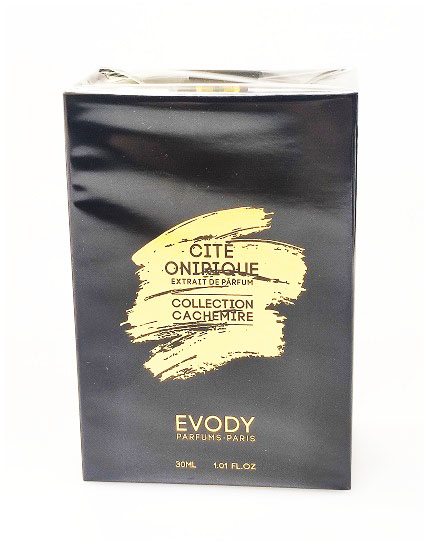 CITÉ
ONIRIQUE
EXTRAIT DE PARFUM
COLLECTION
CACHEMIRE
EVODY
PARFUMS·PARIS
30ML 1.01 FL.OZ